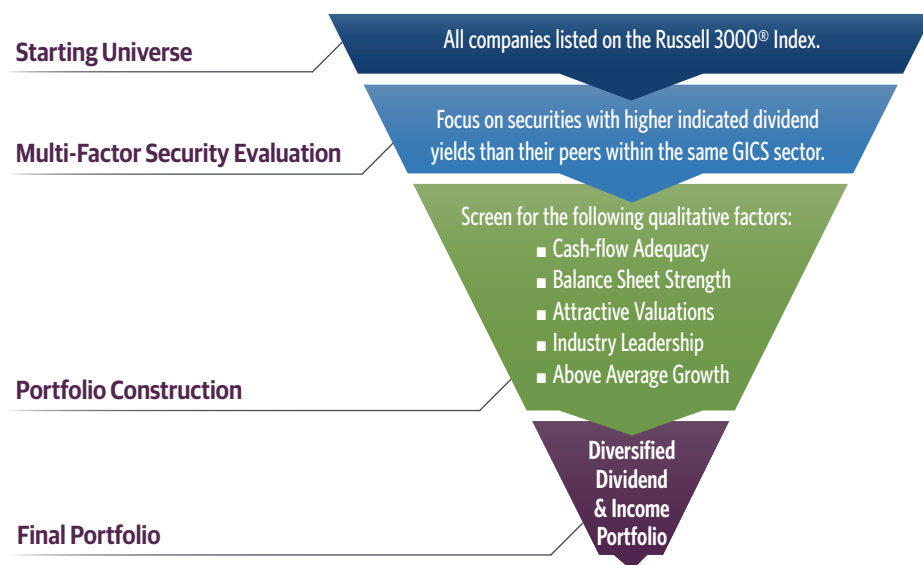 Starting Universe
All companies listed on the Russell 3000® Index.
Multi-Factor Security Evaluation
Focus on securities with higher indicated dividend
yields than their peers within the same GICS sector.
Screen for the following qualitative factors:
■ Cash-flow Adequacy
■ Balance Sheet Strength
■ Attractive Valuations
■ Industry Leadership
■ Above Average Growth
Portfolio Construction
Diversified
Dividend
& Income
Portfolio
Final Portfolio